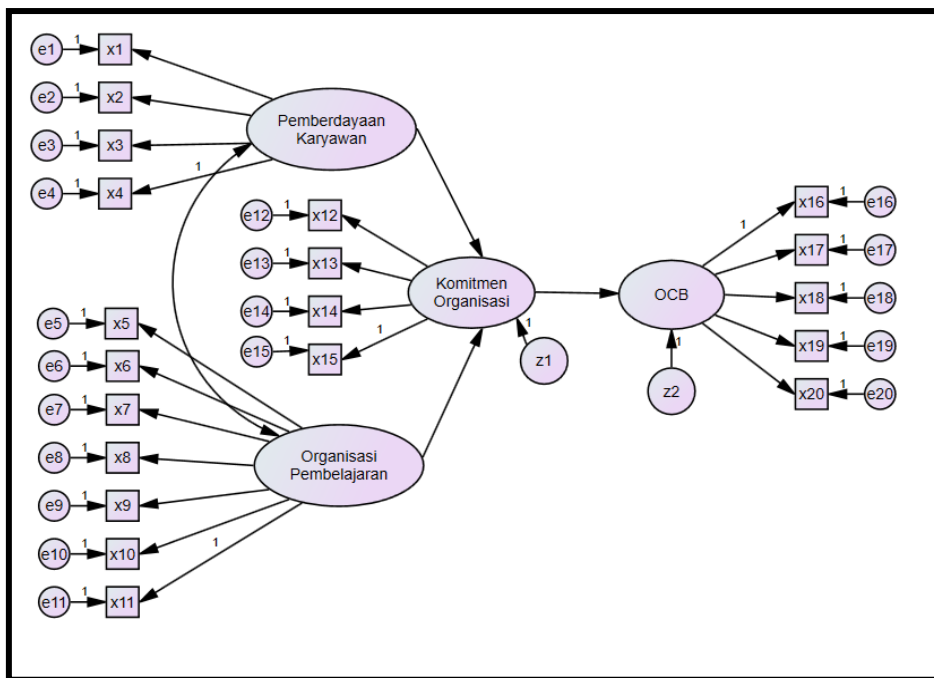 e1 1 x1
e2 1 x2
e3 1 x3
e4 1 x4
1
Pemberdayaan
Karyawan
e12 1 x12
e13 1 x13
e14 1 x14
e15 1 x15
1
Komitmen
Organisasi
1
z1
OCB
1
z2
1
x16 1 e16
x17 1 e17
x18 1 e18
x19 1 e19
x20 1 e20
e5 1 x5
e6 1 x6
e7 1 x7
e8 1 x8
e9 1 x9
e10 1 x10
e11 1 x11
1
Organisasi
Pembelajaran